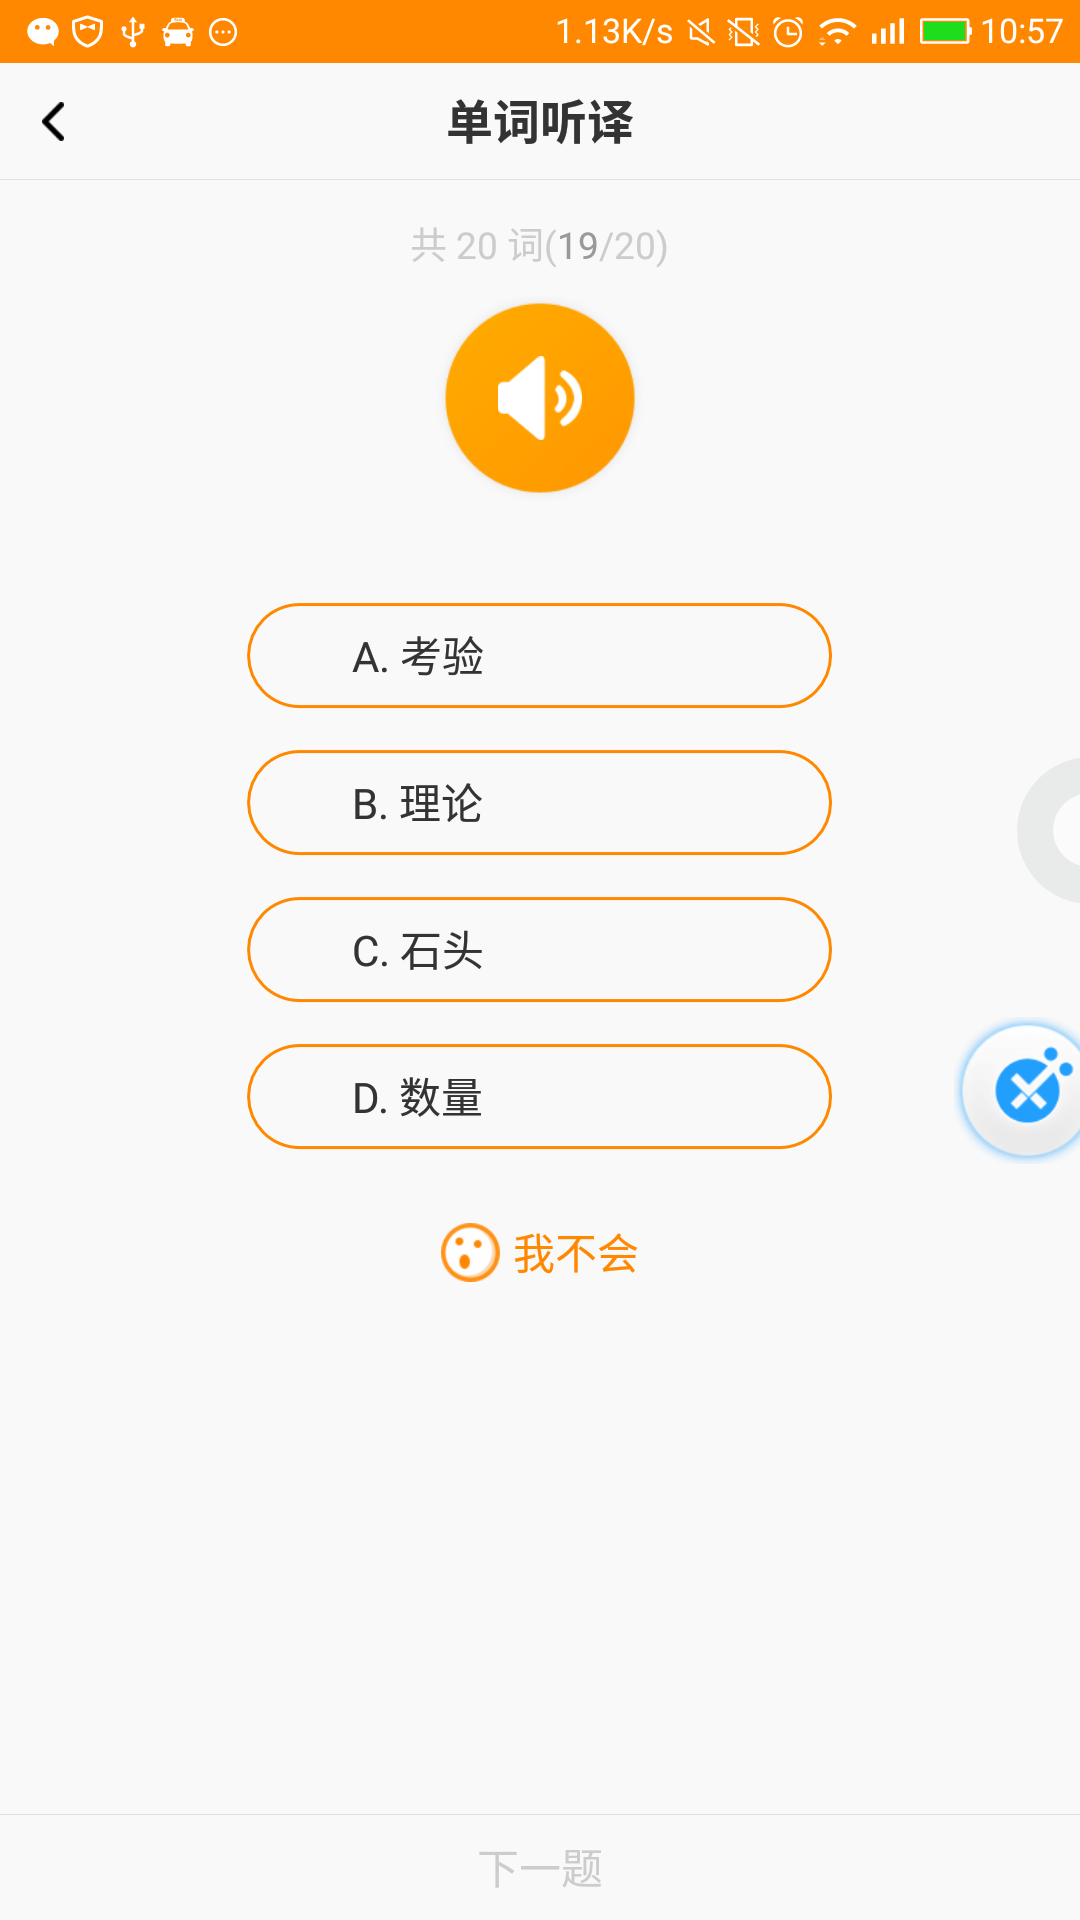 1.13K/s 10:57
单词听译
共 20 词(19/20)
A. 考验
B. 理论
C. 石头
D. 数量
我不会
下一题